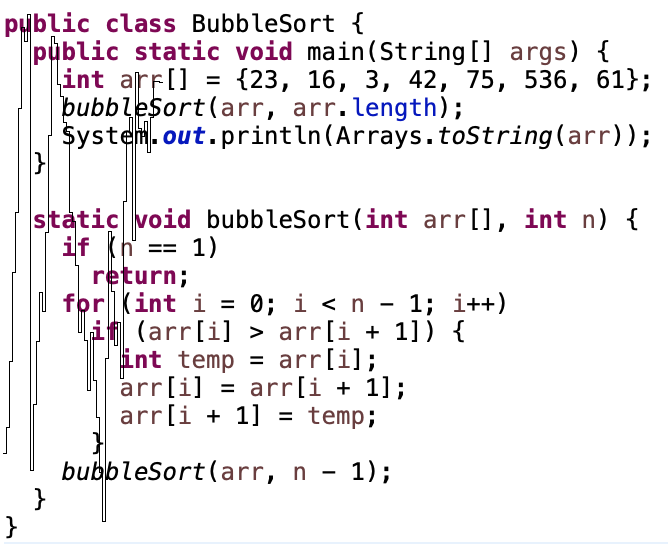 public class BubbleSort {
public static void main(String[] args) {
int arr[] = {23, 16, 3, 42, 75, 536, 61};
bubbleSort(arr, arr.length);
System.out.println(Arrays.toString(arr));
}
static void bubbleSort(int arr[], int n) {
if (n == 1)
return;
for (int i = 0; i < n - 1; i++)
if (arr[i] > arr[i + 1]) {
int temp = arr[i];
arr[i] = arr[i + 1];
arr[i + 1] = temp;
}
bubbleSort(arr, n - 1);
}
}